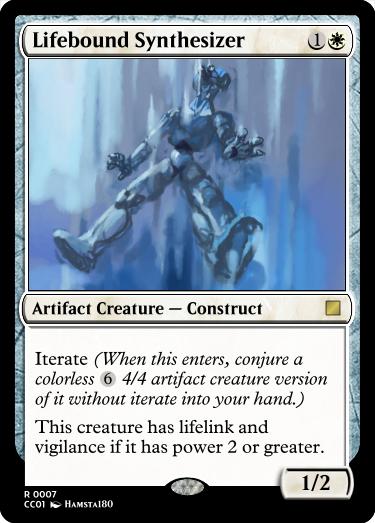 Lifebound Synthesizer 1
Artifact Creature — Construct
Iterate (When this enters, conjure a
colorless 6 4/4 artifact creature version
of it without iterate into your hand.)
This creature has lifelink and
vigilance if it has power 2 or greater.
1/2
R 0007
CC01 Hamsta180